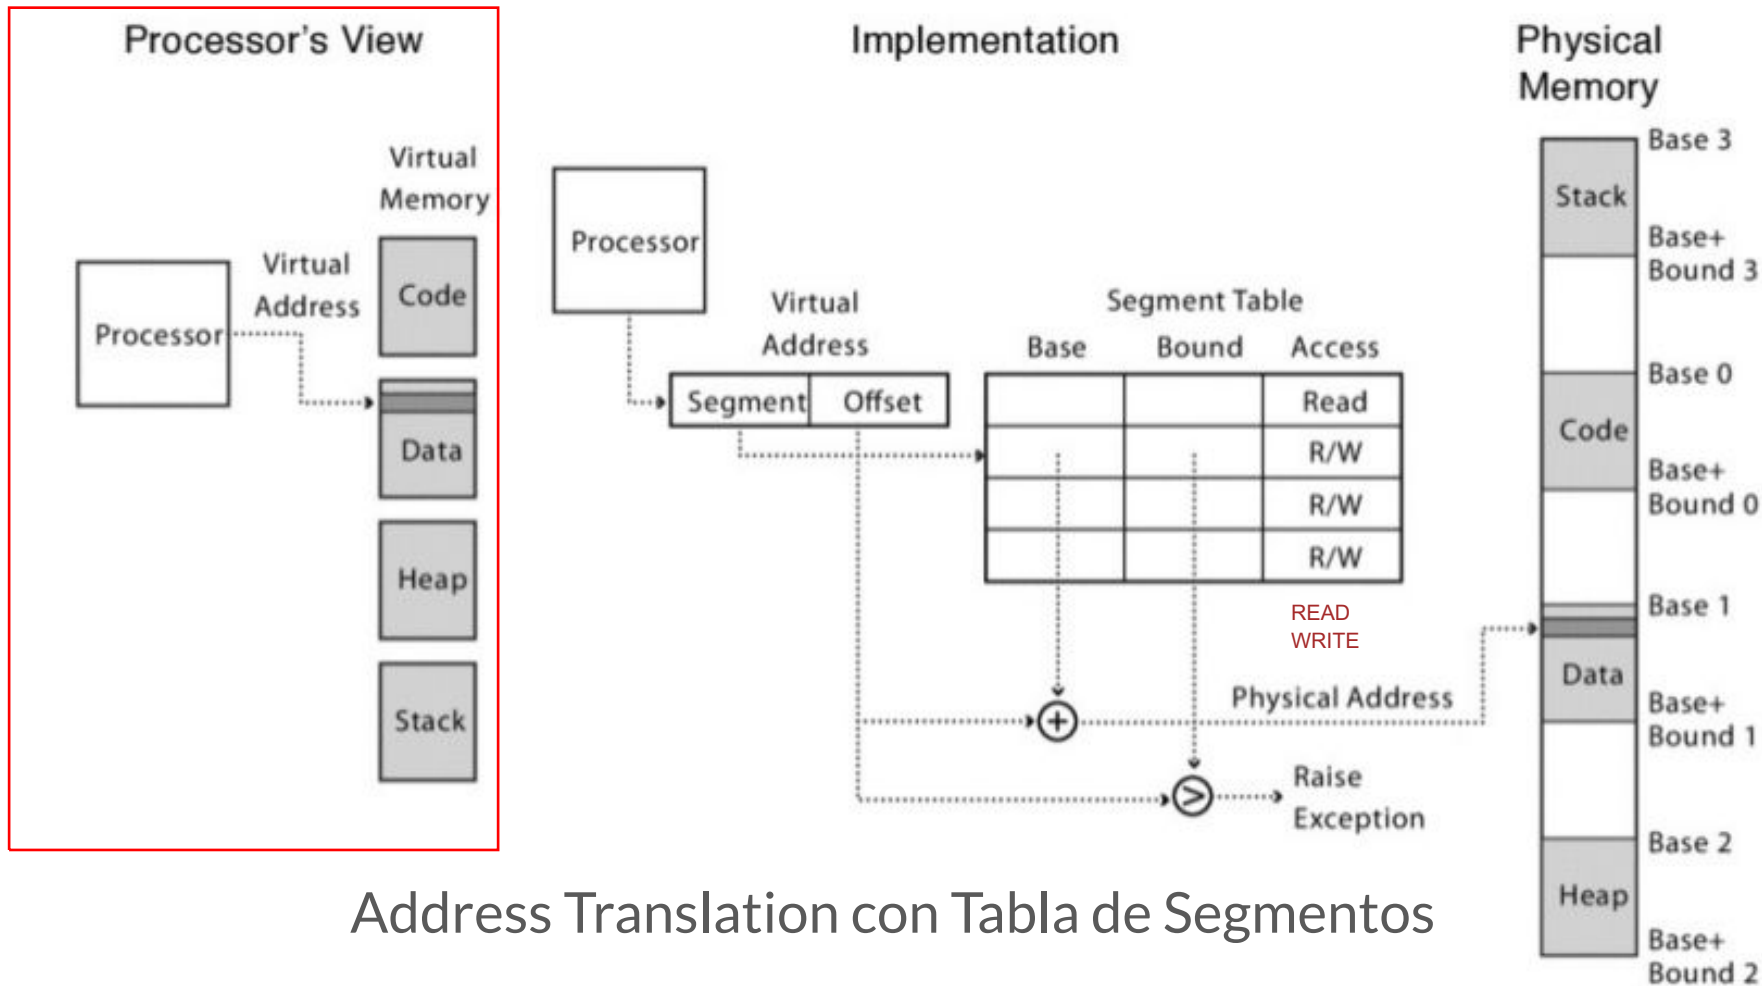 Processor's View
Virtual
Memory
Virtual
Address
Processor
Code
Data
Heap
Stack
Implementation
Processor
Virtual
Address
Segment Offset
Segment Table
Base Bound Access
Read
R/W
R/W
R/W
READ
WRITE
+
Physical Address
>
Raise
Exception
Physical
Memory
Base 3
Stack
Base+
Bound 3
Base 0
Code
Base+
Bound 0
Base 1
Data
Base+
Bound 1
Base 2
Heap
Base+
Bound 2
Address Translation con Tabla de Segmentos